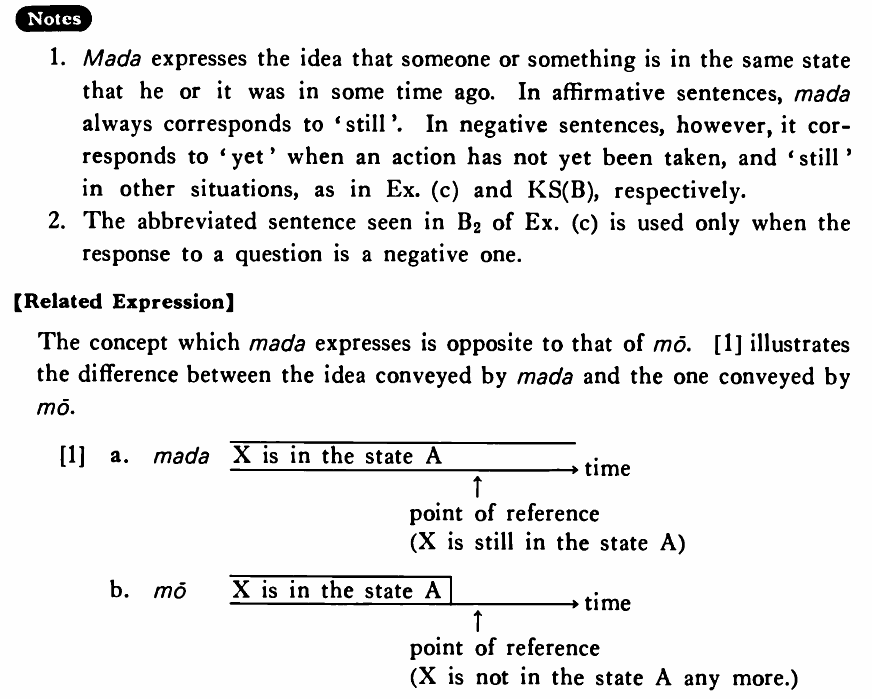 Notes
1. Mada expresses the idea that someone or something is in the same state
that he or it was in some time ago. In affirmative sentences, mada
always corresponds to ‘still’. In negative sentences, however, it cor-
responds to ‘yet’ when an action has not yet been taken, and ‘still’
in other situations, as in Ex. (c) and KS(B), respectively.
2. The abbreviated sentence seen in B₂ of Ex. (c) is used only when the
response to a question is a negative one.
【Related Expression】
The concept which mada expresses is opposite to that of mō. [1] illustrates
the difference between the idea conveyed by mada and the one conveyed by
mō.
[1] a. mada X is in the state A
time
↑
point of reference
(X is still in the state A)
b. mō X is in the state A
time
↑
point of reference
(X is not in the state A any more.)